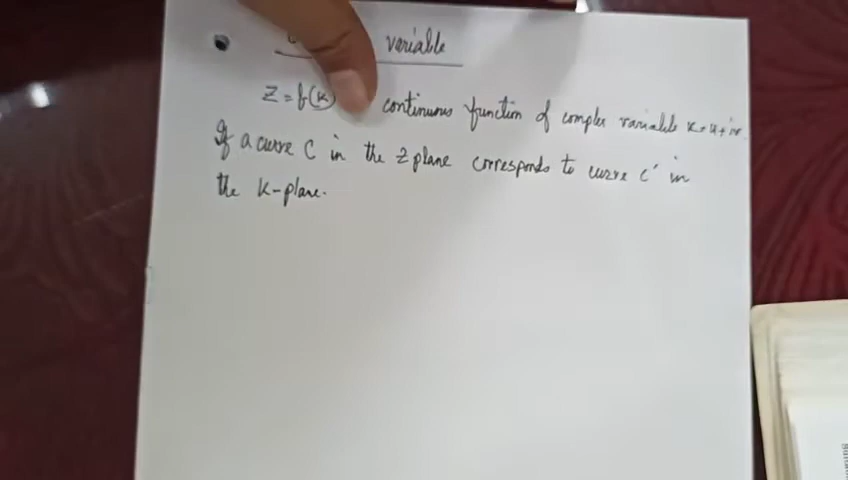 variable
Z = f(K) continuous function of complex variable K = u + iv
If a curve C in the Z plane corresponds to curve C' in
the K-plane.